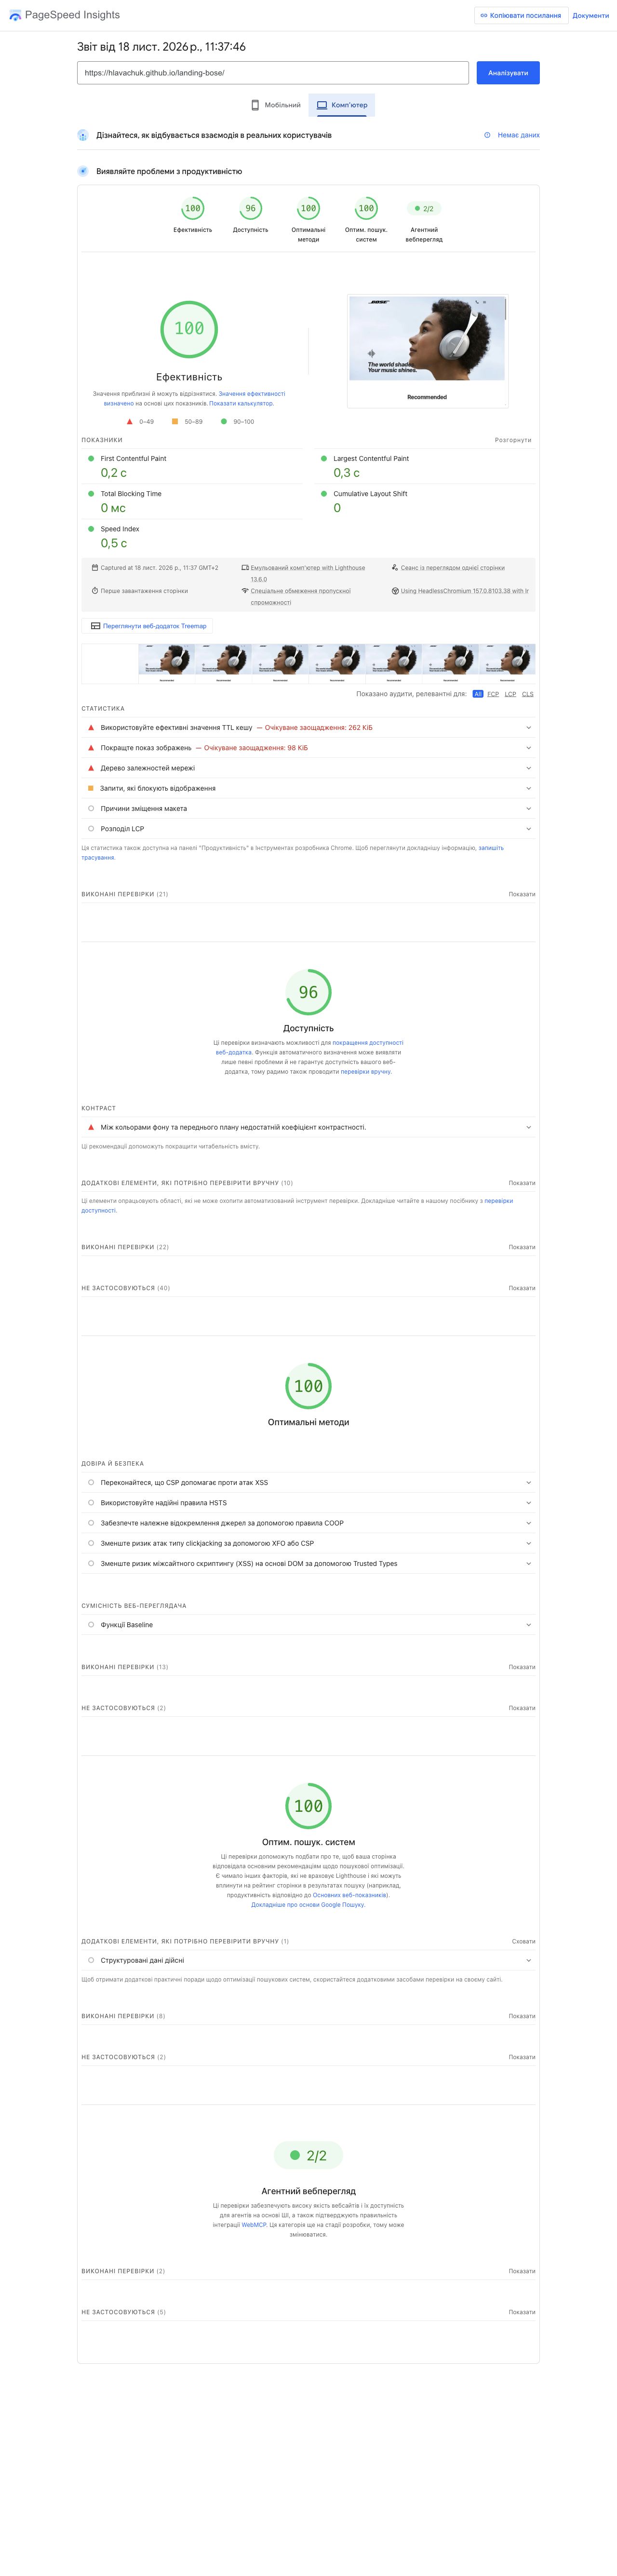 PageSpeed Insights
Копіювати посилання
Документи
Звіт від 18 лист. 2026 р., 11:37:46
https://hlavachuk.github.io/landing-bose/
Аналізувати
Мобільний
Комп'ютер
Дізнайтеся, як відбувається взаємодія в реальних користувачів
Немає даних
Виявляйте проблеми з продуктивністю
100
96
100
100
2/2
Ефективність
Доступність
Оптимальні методи
Оптим. пошук. систем
Агентний вебперегляд
100
Ефективність
Значення приблизні й можуть відрізнятися. Значення ефективності
визначено на основі цих показників. Показати калькулятор.
0–49
50–89
90–100
BOSE
The world shades.
Your music shines.
Recommended
ПОКАЗНИКИ
Розгорнути
First Contentful Paint
0,2 с
Largest Contentful Paint
0,3 с
Total Blocking Time
0 мс
Cumulative Layout Shift
0
Speed Index
0,5 с
Captured at 18 лист. 2026 р., 11:37 GMT+2
Емульований комп'ютер with Lighthouse
13.6.0
Сеанс із переглядом однієї сторінки
Перше завантаження сторінки
Спеціальне обмеження пропускної
спроможності
Using HeadlessChromium 157.0.8103.38 with lr
Переглянути веб-додаток Treemap
Показано аудити, релевантні для:
All
FCP
LCP
CLS
СТАТИСТИКА
Використовуйте ефективні значення TTL кешу — Очікуване заощадження: 262 КіБ
Покращте показ зображень — Очікуване заощадження: 98 КіБ
Дерево залежностей мережі
Запити, які блокують відображення
Причини зміщення макета
Розподіл LCP
Ця статистика також доступна на панелі "Продуктивність" в Інструментах розробника Chrome. Щоб переглянути докладнішу інформацію, запишіть
трасування.
ВИКОНАНІ ПЕРЕВІРКИ (21)
Показати
96
Доступність
Ці перевірки визначають можливості для покращення доступності
веб-додатка. Функція автоматичного визначення може виявляти
лише певні проблеми й не гарантує доступність вашого веб-
додатка, тому радимо також проводити перевірки вручну.
КОНТРАСТ
Між кольорами фону та переднього плану недостатній коефіцієнт контрастності.
Ці рекомендації допоможуть покращити читабельність вмісту.
ДОДАТКОВІ ЕЛЕМЕНТИ, ЯКІ ПОТРІБНО ПЕРЕВІРИТИ ВРУЧНУ (10)
Показати
Ці елементи опрацьовують області, які не може охопити автоматизований інструмент перевірки. Докладніше читайте в нашому посібнику з перевірки
доступності.
ВИКОНАНІ ПЕРЕВІРКИ (22)
Показати
НЕ ЗАСТОСОВУЮТЬСЯ (40)
Показати
100
Оптимальні методи
ДОВІРА Й БЕЗПЕКА
Переконайтеся, що CSP допомагає проти атак XSS
Використовуйте надійні правила HSTS
Забезпечте належне відокремлення джерел за допомогою правила COOP
Зменште ризик атак типу clickjacking за допомогою XFO або CSP
Зменште ризик міжсайтного скриптингу (XSS) на основі DOM за допомогою Trusted Types
СУМІСНІСТЬ ВЕБ-ПЕРЕГЛЯДАЧА
Функції Baseline
ВИКОНАНІ ПЕРЕВІРКИ (13)
Показати
НЕ ЗАСТОСОВУЮТЬСЯ (2)
Показати
100
Оптим. пошук. систем
Ці перевірки допоможуть подбати про те, щоб ваша сторінка
відповідала основним рекомендаціям щодо пошукової оптимізації.
Є чимало інших факторів, які не враховує Lighthouse і які можуть
вплинути на рейтинг сторінки в результатах пошуку (наприклад,
продуктивність відповідно до Основних веб-показників).
Докладніше про основи Google Пошуку.
ДОДАТКОВІ ЕЛЕМЕНТИ, ЯКІ ПОТРІБНО ПЕРЕВІРИТИ ВРУЧНУ (1)
Сховати
Структуровані дані дійсні
Щоб отримати додаткові практичні поради щодо оптимізації пошукових систем, скористайтеся додатковими засобами перевірки на своєму сайті.
ВИКОНАНІ ПЕРЕВІРКИ (8)
Показати
НЕ ЗАСТОСОВУЮТЬСЯ (2)
Показати
2/2
Агентний вебперегляд
Ці перевірки забезпечують високу якість вебсайтів і їх доступність
для агентів на основі ШІ, а також підтверджують правильність
інтеграції WebMCP. Ця категорія ще на стадії розробки, тому може
змінюватися.
ВИКОНАНІ ПЕРЕВІРКИ (2)
Показати
НЕ ЗАСТОСОВУЮТЬСЯ (5)
Показати